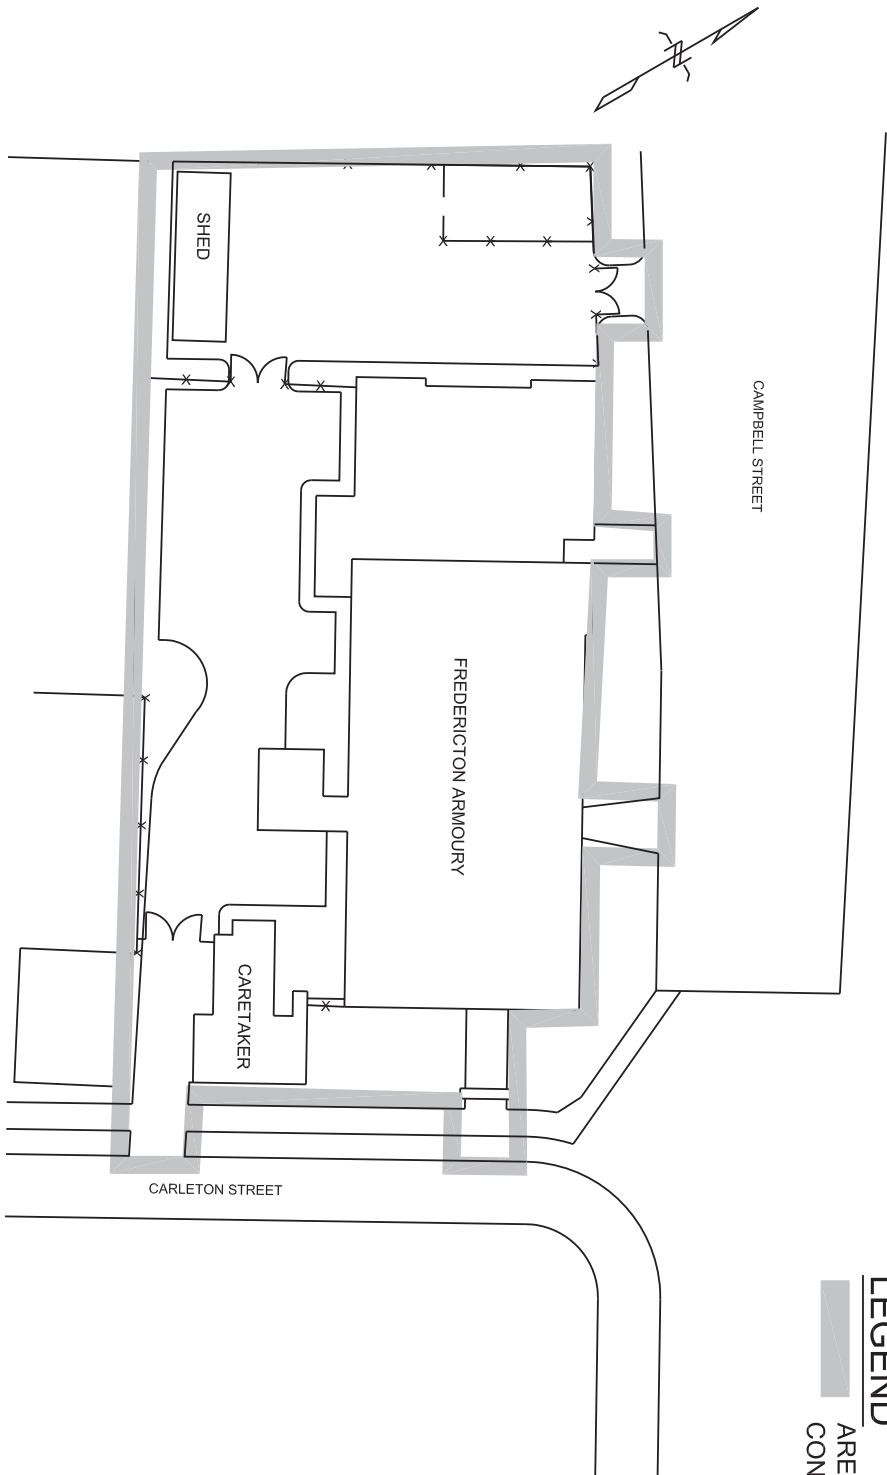 SHED
CAMPBELL STREET
FREDERICTON ARMOURY
CARETAKER
CARLETON STREET
LEGEND
ARE
CON